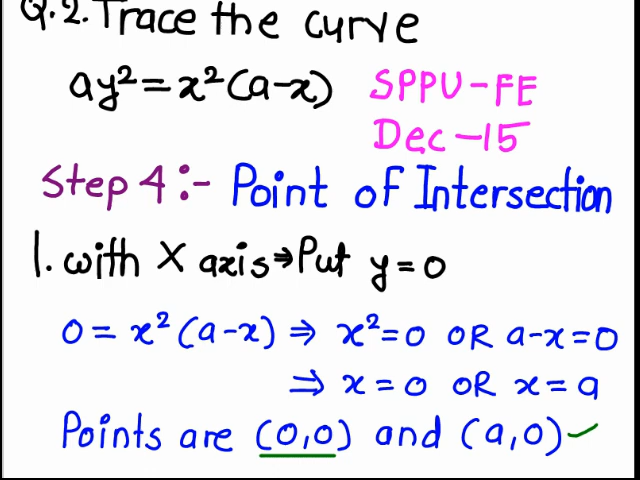 Q.2. Trace the curve
ay²=x²(a-x) SPPU-FE
Dec-15
Step 4:- Point of Intersection
1. with X axis⇒Put y=0
0=x²(a-x)⇒x²=0 OR a-x=0
⇒x=0 OR x=a
Points are (0,0) and (a,0)